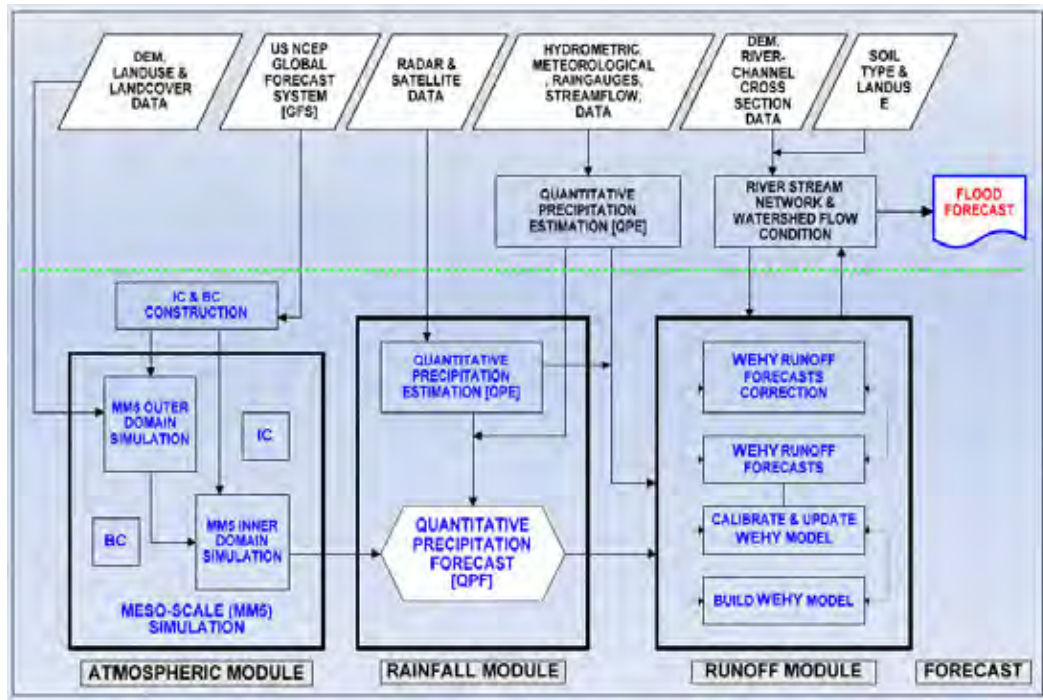 DEM,
LANDUSE &
LANDCOVER
DATA
US NCEP
GLOBAL
FORECAST
SYSTEM
[GFS]
RADAR &
SATELLITE
DATA
HYDROMETRIC,
METEOROLOGICAL
, RAINGAUGES,
STREAMFLOW,
DATA
DEM,
RIVER-
CHANNEL
CROSS
SECTION
DATA
SOIL
TYPE &
LANDUS
E
QUANTITATIVE
PRECIPITATION
ESTIMATION [QPE]
RIVER STREAM
NETWORK &
WATERSHED FLOW
CONDITION
FLOOD
FORECAST
IC & BC
CONSTRUCTION
MM5 OUTER
DOMAIN
SIMULATION
IC
BC
MM5 INNER
DOMAIN
SIMULATION
MESO-SCALE (MM5)
SIMULATION
QUANTITATIVE
PRECIPITATION
ESTIMATION [QPE]
QUANTITATIVE
PRECIPITATION
FORECAST
[QPF]
WEHY RUNOFF
FORECASTS
CORRECTION
WEHY RUNOFF
FORECASTS
CALIBRATE & UPDATE
WEHY MODEL
BUILD WEHY MODEL
ATMOSPHERIC MODULE
RAINFALL MODULE
RUNOFF MODULE
FORECAST